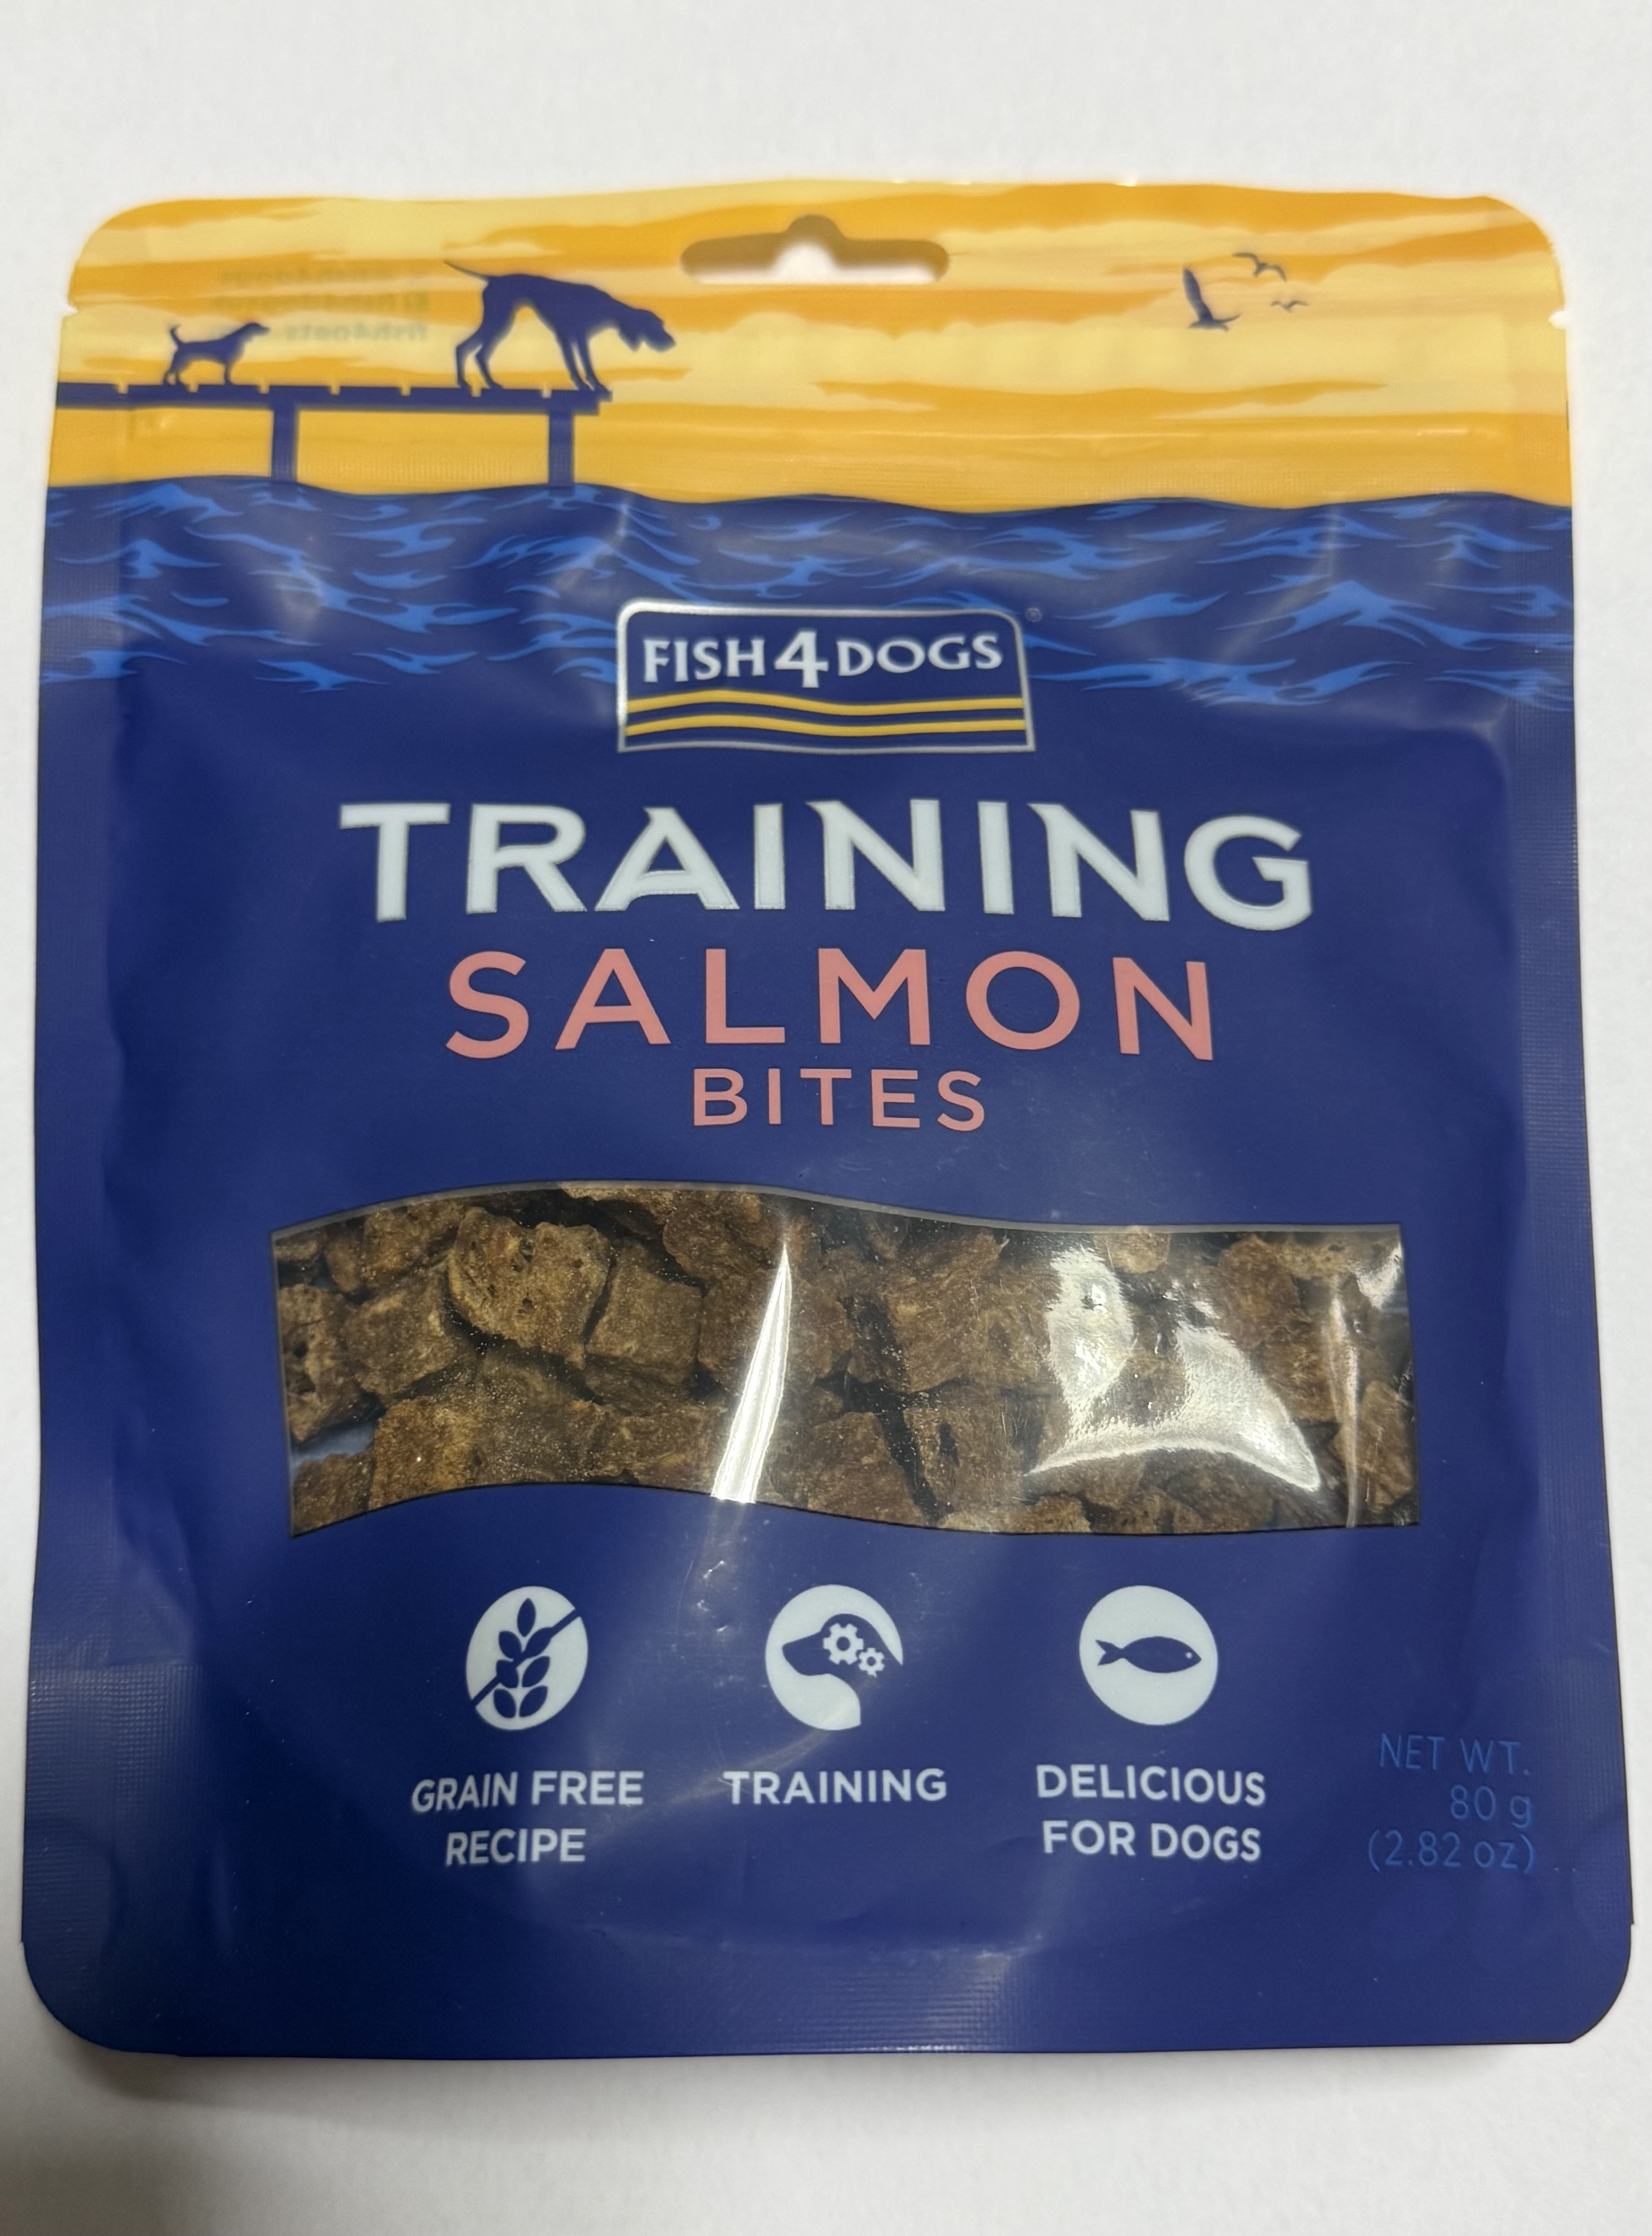 FISH4DOGS
®
TRAINING
SALMON
BITES
GRAIN FREE
RECIPE
TRAINING
DELICIOUS
FOR DOGS
NET WT.
80 g
(2.82 oz)